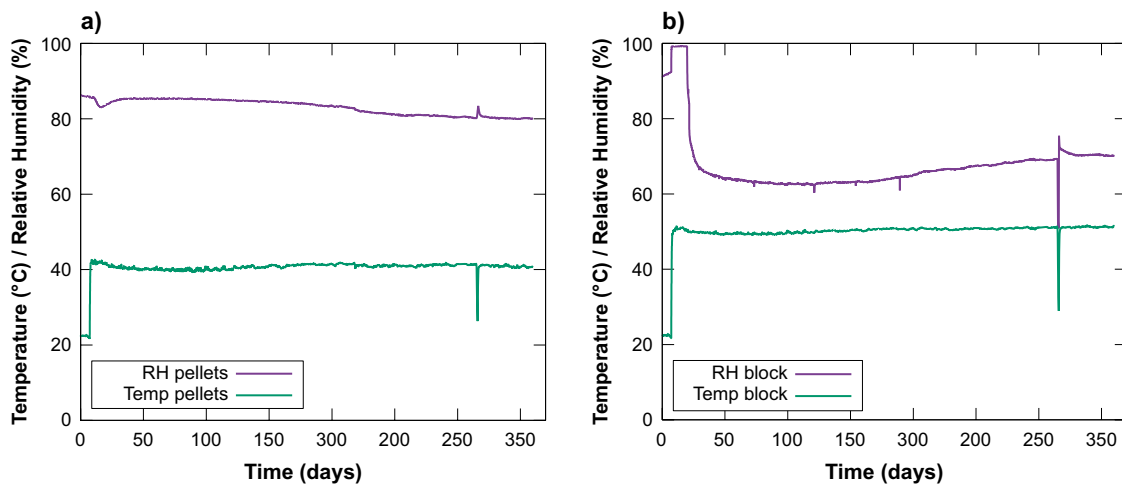 a)
Temperature (°C) / Relative Humidity (%)
100
80
60
40
20
0
RH pellets
Temp pellets
0 50 100 150 300 200 250 300 350
Time (days)
b)
Temperature (°C) / Relative Humidity (%)
100
80
60
40
20
0
RH block
Temp block
0 50 100 150 300 200 250 300 350
Time (days)